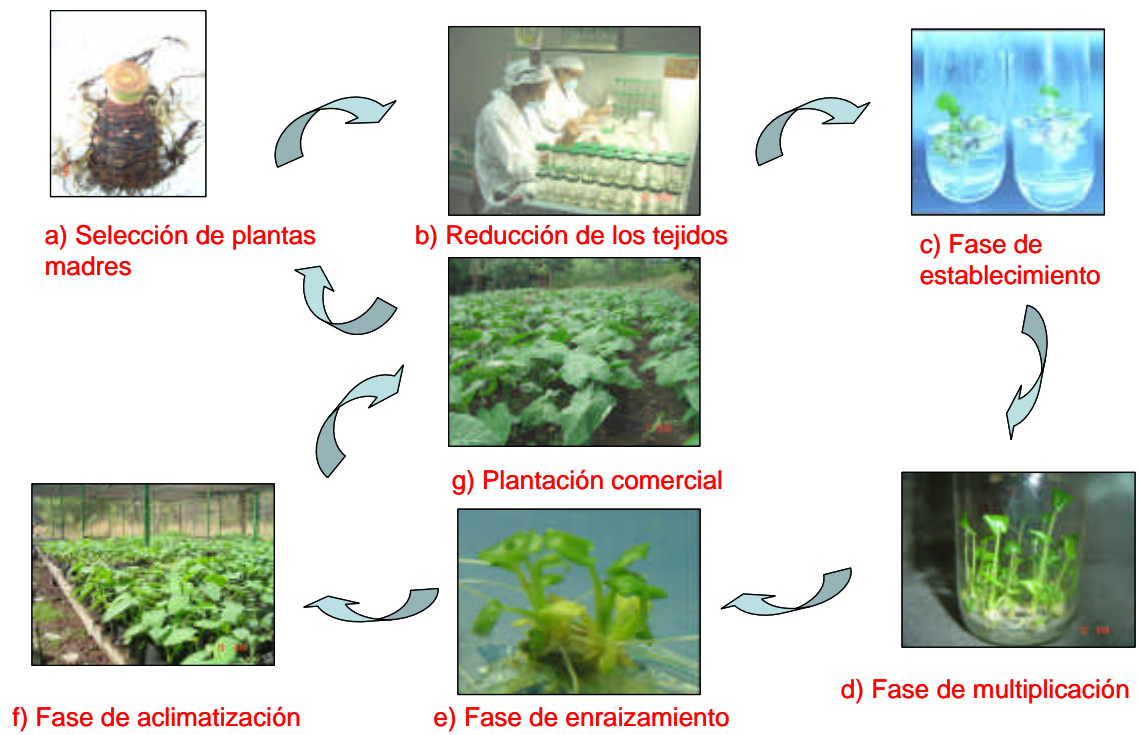 a) Selección de plantas
madres
b) Reducción de los tejidos
c) Fase de
establecimiento
g) Plantación comercial
d) Fase de multiplicación
e) Fase de enraizamiento
f) Fase de aclimatización